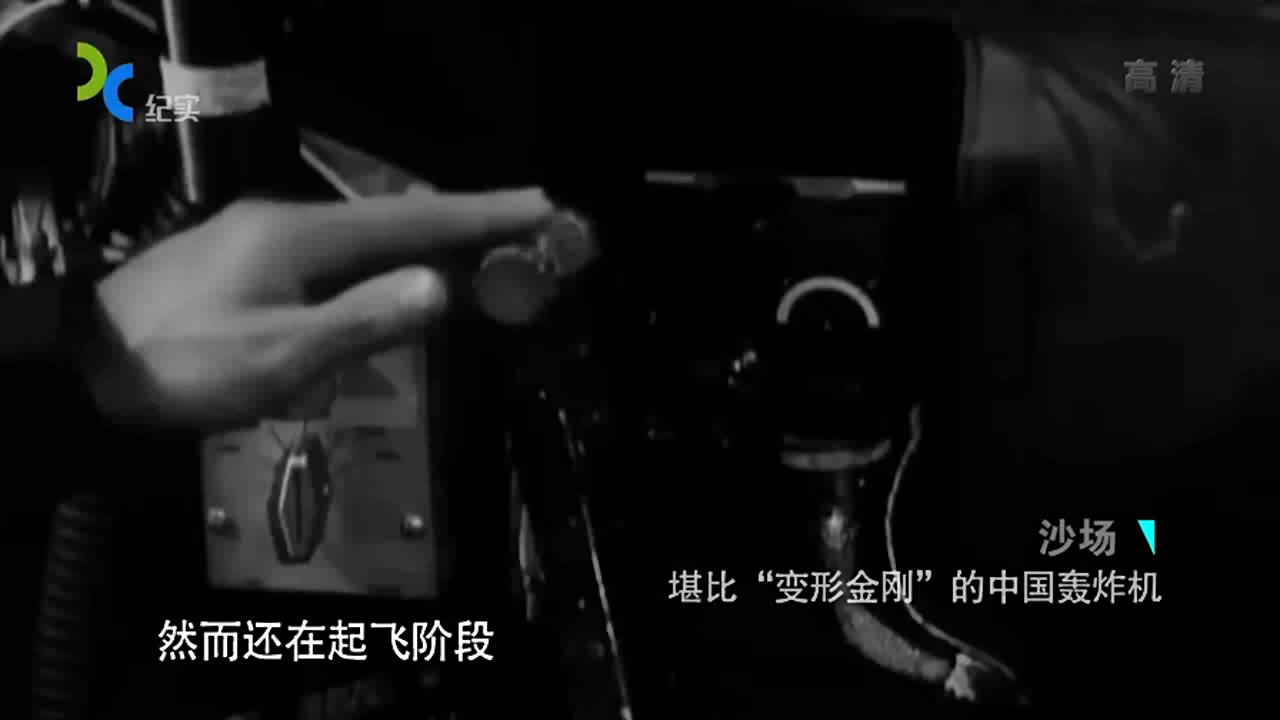 纪实
高清
沙场
堪比“变形金刚”的中国轰炸机
然而还在起飞阶段